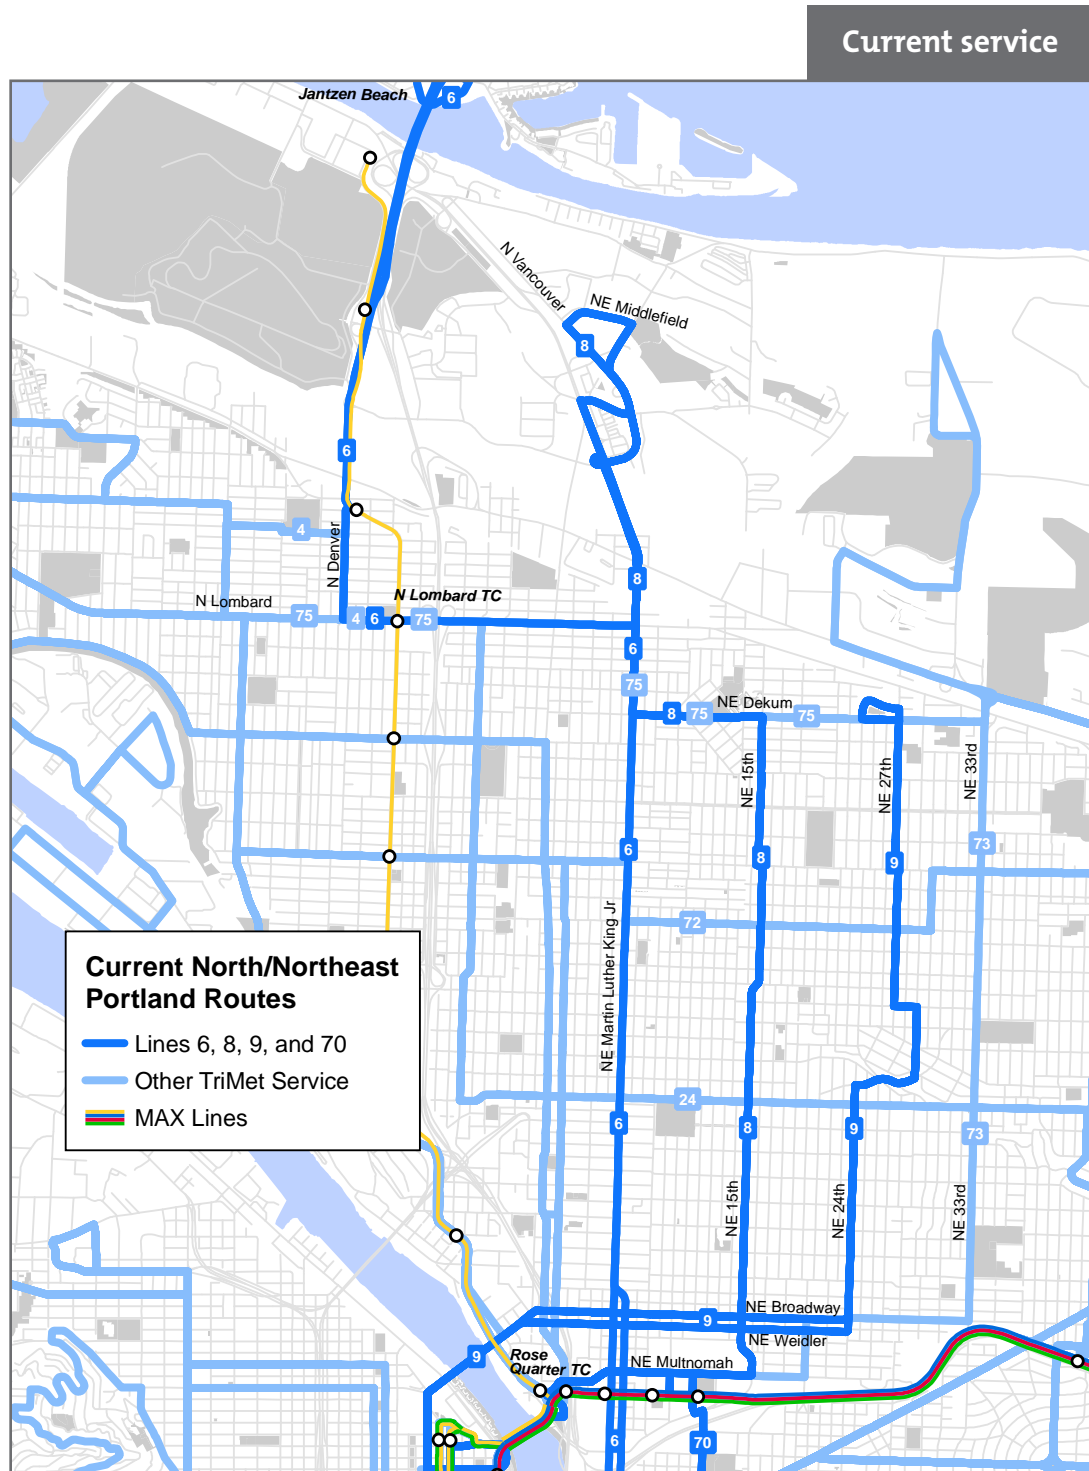 Current service
Jantzen Beach
6
N Vancouver
NE Middlefield
8
6
4
N Denver
8
N Lombard TC
N Lombard
75
4
6
75
6
75
NE Dekum
8
75
75
NE 15th
NE 27th
NE 33rd
6
8
9
73
72
NE Martin Luther King Jr
Current North/Northeast
Portland Routes
Lines 6, 8, 9, and 70
Other TriMet Service
MAX Lines
24
6
8
9
73
NE 15th
NE 24th
NE 33rd
NE Broadway
9
NE Weidler
9
Rose
Quarter TC
NE Multnomah
6
70